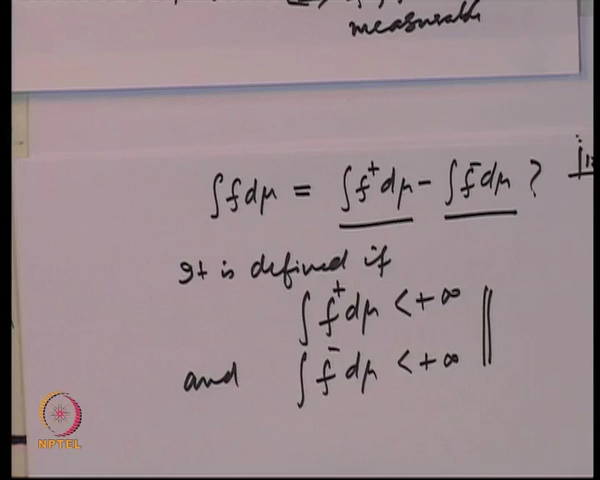 measurable
∫f dμ = ∫f⁺dμ - ∫f⁻dμ ?
It is defined if
∫f⁺dμ < +∞
and ∫f⁻dμ < +∞
NPTEL